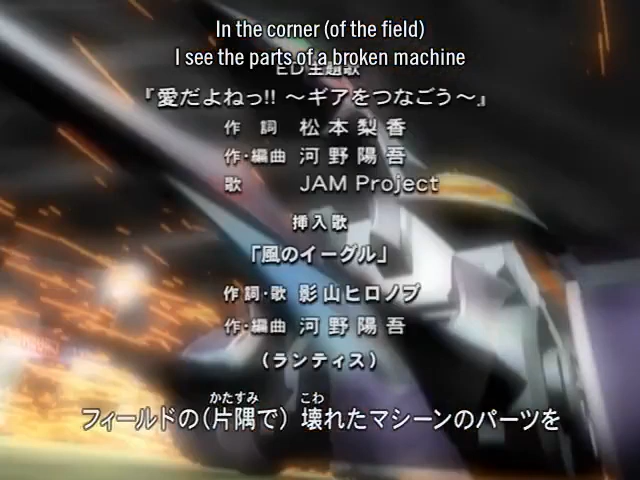 In the corner (of the field)
I see the parts of a broken machine
ED主題歌
『愛だよねっ!! ～ギアをつなごう～』
作　詞　松本梨香
作・編曲　河野陽吾
歌　JAM Project
挿入歌
「風のイーグル」
作詞・歌　影山ヒロノブ
作・編曲　河野陽吾
（ランティス）
かたすみ　こわ
フィールドの（片隅で）壊れたマシーンのパーツを